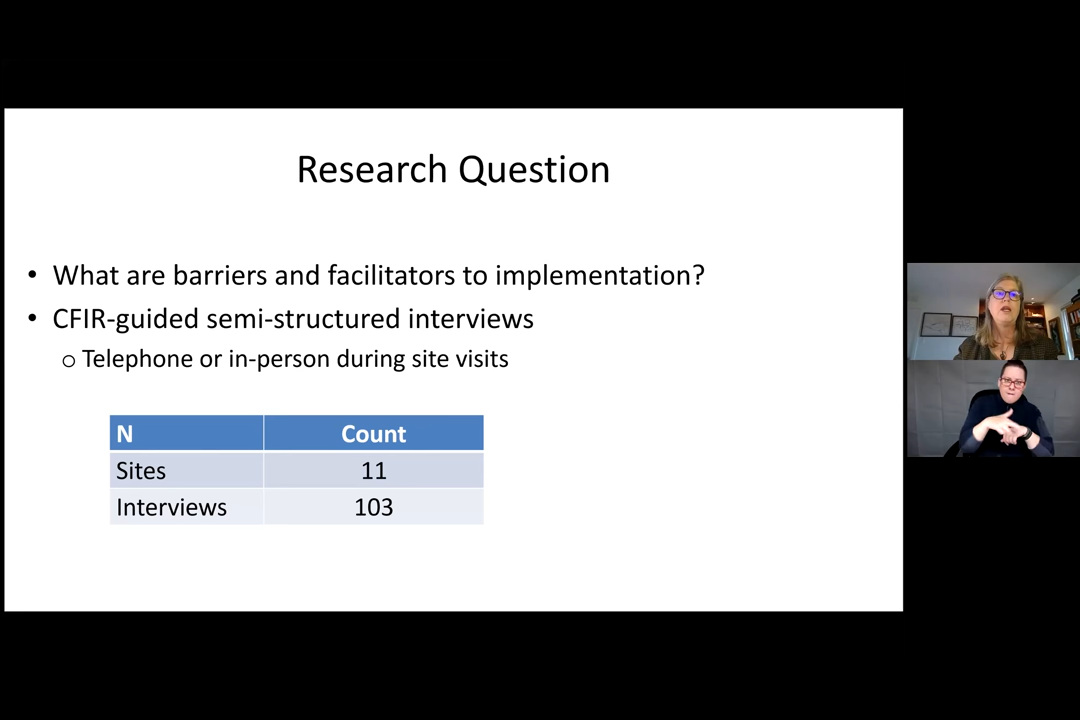 Research Question
• What are barriers and facilitators to implementation?
• CFIR-guided semi-structured interviews
o Telephone or in-person during site visits
N Count
Sites 11
Interviews 103